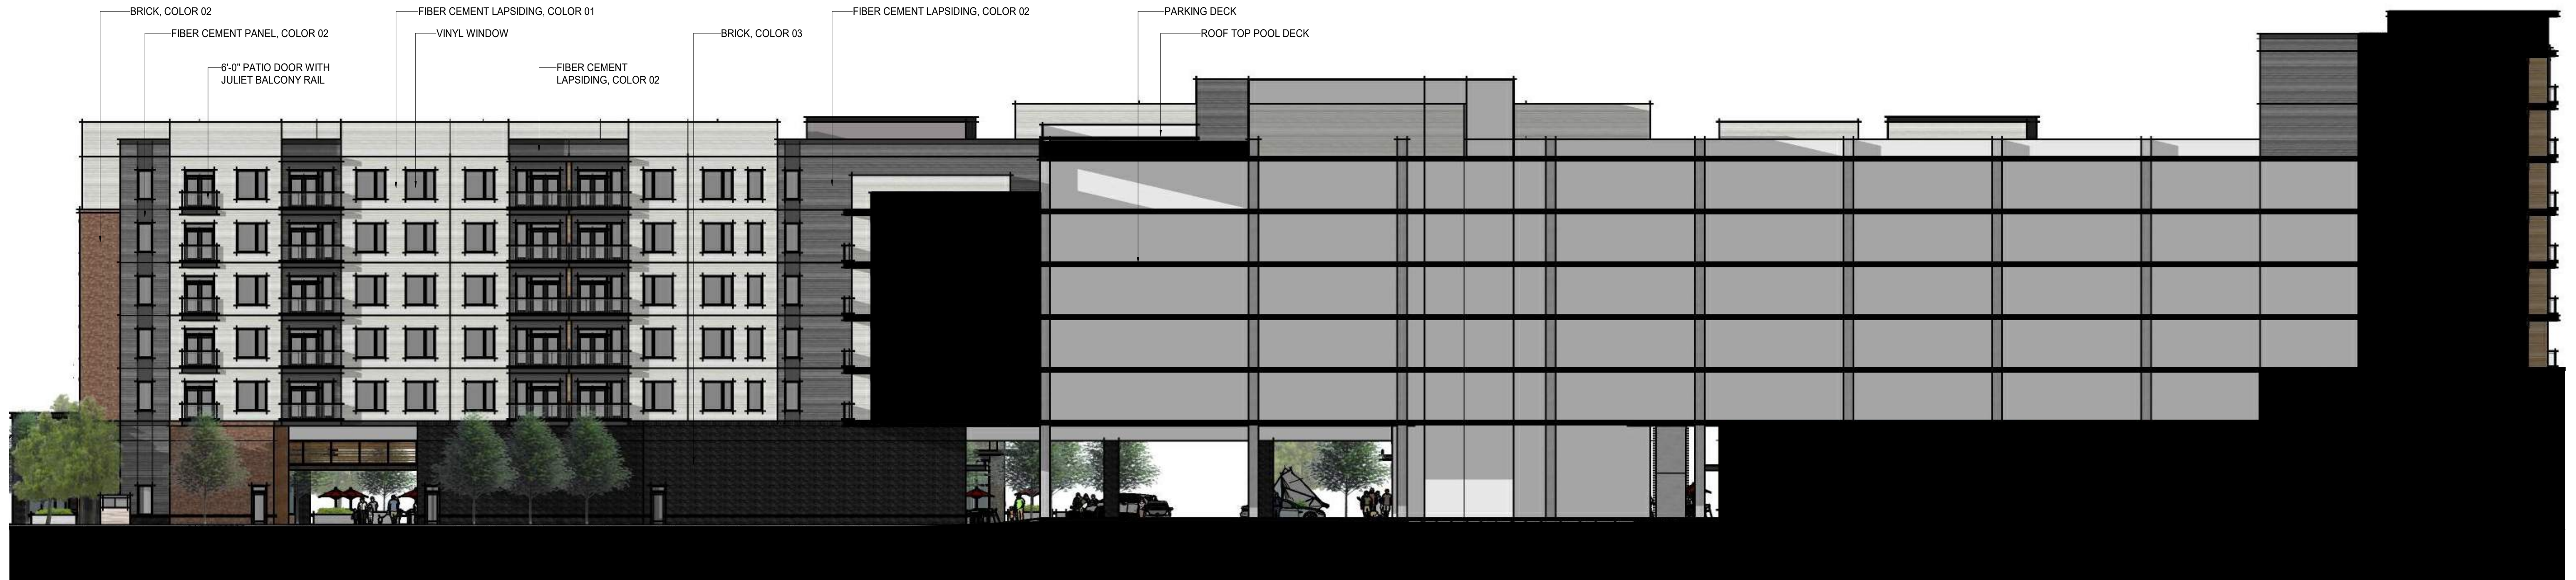 BRICK, COLOR 02
FIBER CEMENT LAPSIDING, COLOR 01
FIBER CEMENT LAPSIDING, COLOR 02
PARKING DECK
FIBER CEMENT PANEL, COLOR 02
VINYL WINDOW
BRICK, COLOR 03
ROOF TOP POOL DECK
6'-0" PATIO DOOR WITH
JULIET BALCONY RAIL
FIBER CEMENT
LAPSIDING, COLOR 02